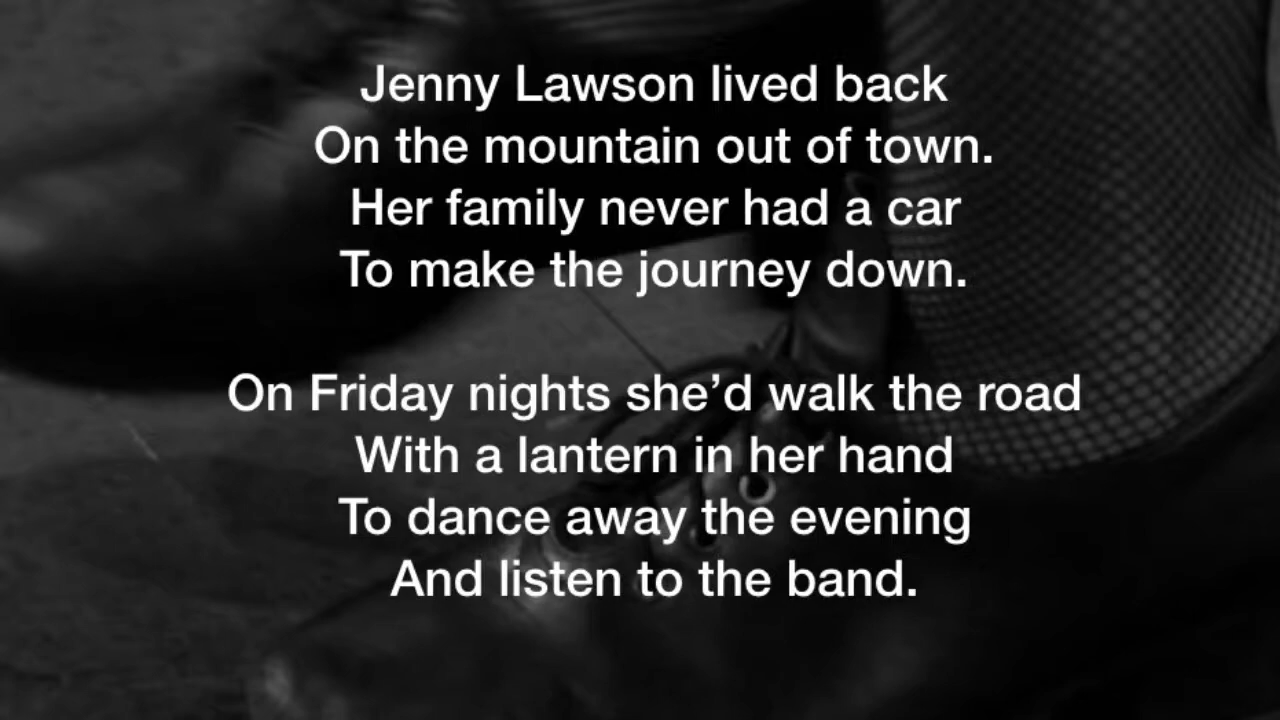 Jenny Lawson lived back
On the mountain out of town.
Her family never had a car
To make the journey down.
On Friday nights she’d walk the road
With a lantern in her hand
To dance away the evening
And listen to the band.